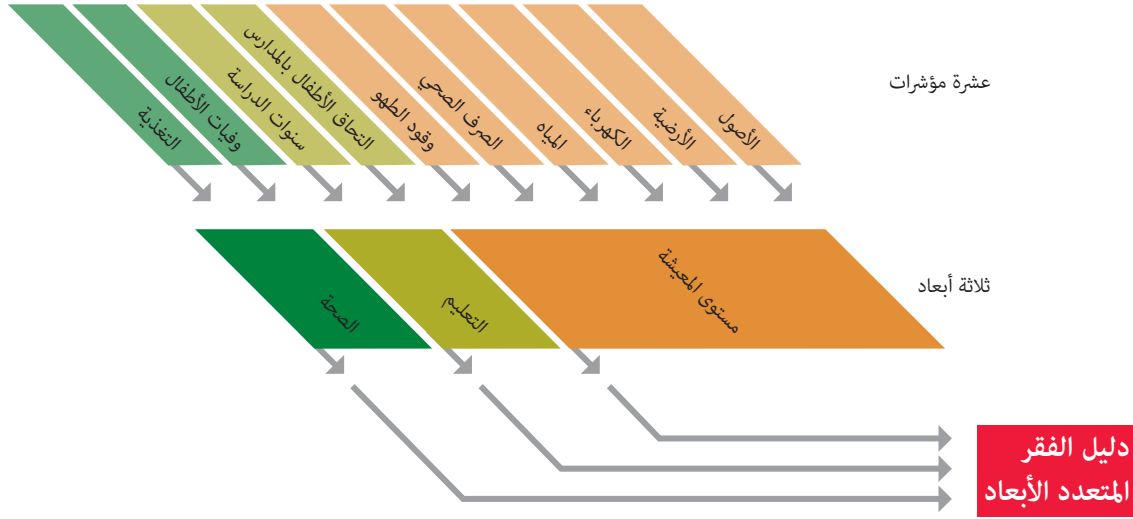 عشرة مؤشرات
الأصول
الأرضية
الكهرباء
المياه
الصرف الصحي
وقود الطهو
التحاق الأطفال بالمدارس
سنوات الدراسة
وفيات الأطفال
التغذية
ثلاثة أبعاد
مستوى المعيشة
التعليم
الصحة
دليل الفقر
المتعدد الأبعاد